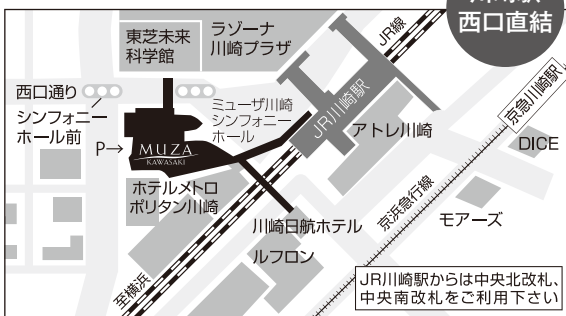 西口直結
東芝未来
科学館
ラゾーナ
川崎プラザ
JR線
西口通り
シンフォニー
ホール前
ミューザ川崎
シンフォニー
ホール
JR川崎駅
アトレ川崎
京急川崎駅
DICE
P→
MUZA
KAWASAKI
ホテルメトロ
ポリタン川崎
川崎日航ホテル
ルフロン
京浜急行線
モアーズ
至横浜
JR川崎駅からは中央北改札、
中央南改札をご利用下さい